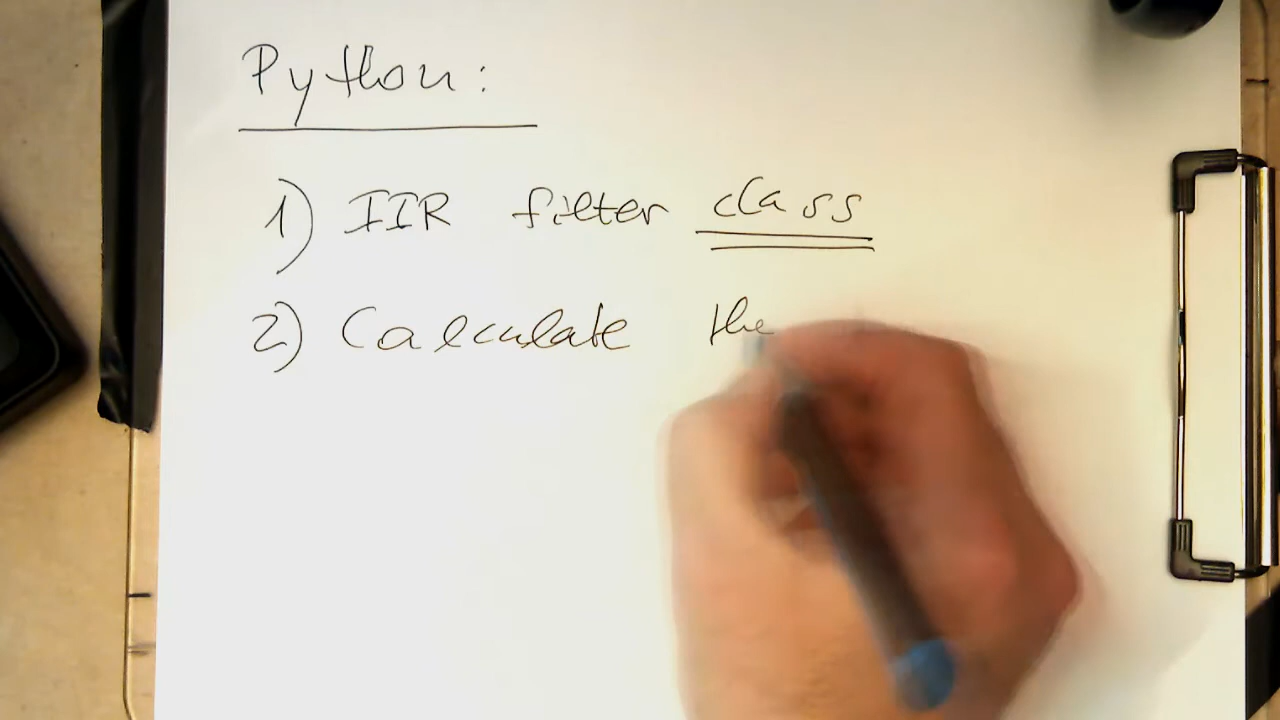 Python:
1) IIR filter class
2) Calculate the